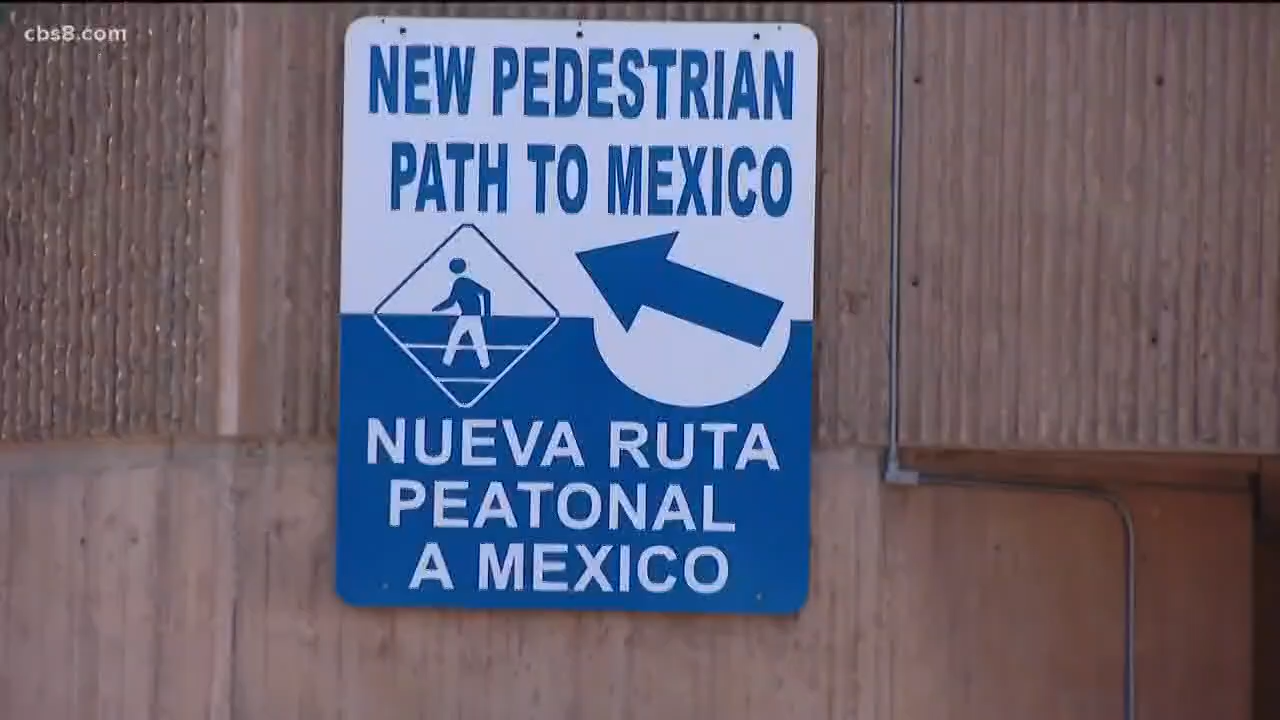 cbs8.com
NEW PEDESTRIAN
PATH TO MEXICO
NUEVA RUTA
PEATONAL
A MEXICO